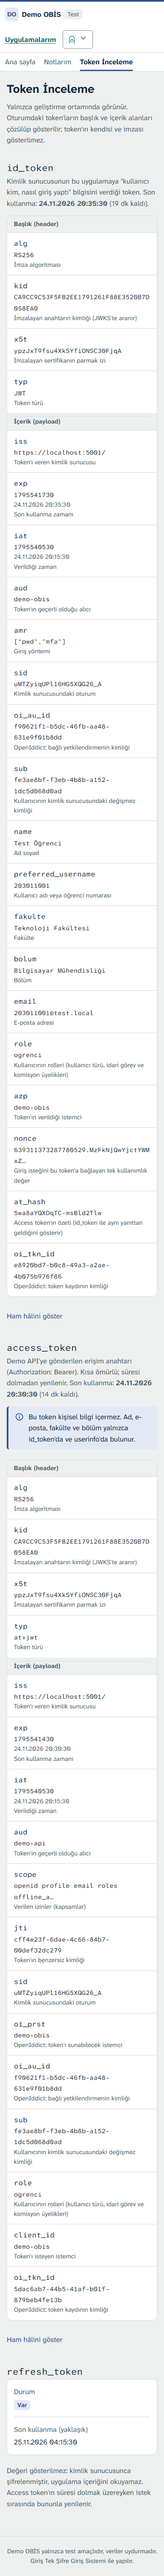 DO Demo OBİS Test
Uygulamalarım
Ana sayfa Notlarım Token İnceleme
Token İnceleme
Yalnızca geliştirme ortamında görünür.
Oturumundaki token'ların başlık ve içerik alanları
çözülüp gösterilir; token'ın kendisi ve imzası
gösterilmez.
id_token
Kimlik sunucusunun bu uygulamaya "kullanıcı
kim, nasıl giriş yaptı" bilgisini verdiği token. Son
kullanma: 24.11.2026 20:35:30 (19 dk kaldı).
Başlık (header)
alg
RS256
İmza algoritması
kid
CA9CC9C53F5FB2EE1791261F88E352087D
058EA0
İmzalayan anahtarın kimliği (JWKS'te aranır)
x5t
ypzJxT9fsu4XkSYfiONSC30FjqA
İmzalayan sertifikanın parmak izi
typ
JWT
Token türü
İçerik (payload)
iss
https://localhost:5001/
Token'ı veren kimlik sunucusu
exp
1795541730
24.11.2026 20:35:30
Son kullanma zamanı
iat
1795540530
24.11.2026 20:15:30
Verildiği zaman
aud
demo-obis
Token'ın geçerli olduğu alıcı
amr
["pwd","mfa"]
Giriş yöntemi
sid
uWTZyiqUPl16HG5XQG26_A
Kimlik sunucusundaki oturum
oi_au_id
f90621f1-b5dc-46fb-aa48-
631e9f01b8dd
OpenIddict: bağlı yetkilendirmenin kimliği
sub
fe3ae8bf-f3eb-4b8b-a152-
1dc5d068d0ad
Kullanıcının kimlik sunucusundaki değişmez
kimliği
name
Test Öğrenci
Ad soyad
preferred_username
203011001
Kullanıcı adı veya öğrenci numarası
fakulte
Teknoloji Fakültesi
Fakülte
bolum
Bilgisayar Mühendisliği
Bölüm
email
203011001@test.local
E-posta adresi
role
ogrenci
Kullanıcının rolleri (kullanıcı türü, idari görev ve
komisyon üyelikleri)
azp
demo-obis
Token'ın verildiği istemci
nonce
639311373287780529.MzFkNjQwYjctYWM
xZ…
Giriş isteğini bu token'a bağlayan tek kullanımlık
değer
at_hash
5wa8aYQXDqTC-msBld2Tlw
Access token'ın özeti (id_token ile aynı yanıttan
geldiğini gösterir)
oi_tkn_id
e8920bd7-b0c8-49a3-a2ae-
4b075b976f86
OpenIddict: token kaydının kimliği
Ham hâlini göster
access_token
Demo API'ye gönderilen erişim anahtarı
(Authorization: Bearer). Kısa ömürlü; süresi
dolmadan yenilenir. Son kullanma: 24.11.2026
20:30:30 (14 dk kaldı).
Bu token kişisel bilgi içermez. Ad, e-
posta, fakülte ve bölüm yalnızca
id_token'da ve userinfo'da bulunur.
Başlık (header)
alg
RS256
İmza algoritması
kid
CA9CC9C53F5FB2EE1791261F88E352087D
058EA0
İmzalayan anahtarın kimliği (JWKS'te aranır)
x5t
ypzJxT9fsu4XkSYfiONSC30FjqA
İmzalayan sertifikanın parmak izi
typ
at+jwt
Token türü
İçerik (payload)
iss
https://localhost:5001/
Token'ı veren kimlik sunucusu
exp
1795541430
24.11.2026 20:30:30
Son kullanma zamanı
iat
1795540530
24.11.2026 20:15:30
Verildiği zaman
aud
demo-api
Token'ın geçerli olduğu alıcı
scope
openid profile email roles
offline_a…
Verilen izinler (kapsamlar)
jti
cff4e23f-6dae-4c66-84b7-
00def32dc279
Token'ın benzersiz kimliği
sid
uWTZyiqUPl16HG5XQG26_A
Kimlik sunucusundaki oturum
oi_prst
demo-obis
OpenIddict: token'ı sunabilecek istemci
oi_au_id
f90621f1-b5dc-46fb-aa48-
631e9f01b8dd
OpenIddict: bağlı yetkilendirmenin kimliği
sub
fe3ae8bf-f3eb-4b8b-a152-
1dc5d068d0ad
Kullanıcının kimlik sunucusundaki değişmez
kimliği
role
ogrenci
Kullanıcının rolleri (kullanıcı türü, idari görev ve
komisyon üyelikleri)
client_id
demo-obis
Token'ı isteyen istemci
oi_tkn_id
5dac6ab7-44b5-41af-b01f-
879beb4fe13b
OpenIddict: token kaydının kimliği
Ham hâlini göster
refresh_token
Durum
Var
Son kullanma (yaklaşık)
25.11.2026 04:15:30
Değeri gösterilmez: kimlik sunucusunca
şifrelenmiştir, uygulama içeriğini okuyamaz.
Access token'ın süresi dolmak üzereyken istek
sırasında bununla yenilenir.
Demo OBİS yalnızca test amaçlıdır, veriler uydurmadır.
Giriş Tek Şifre Giriş Sistemi ile yapılır.